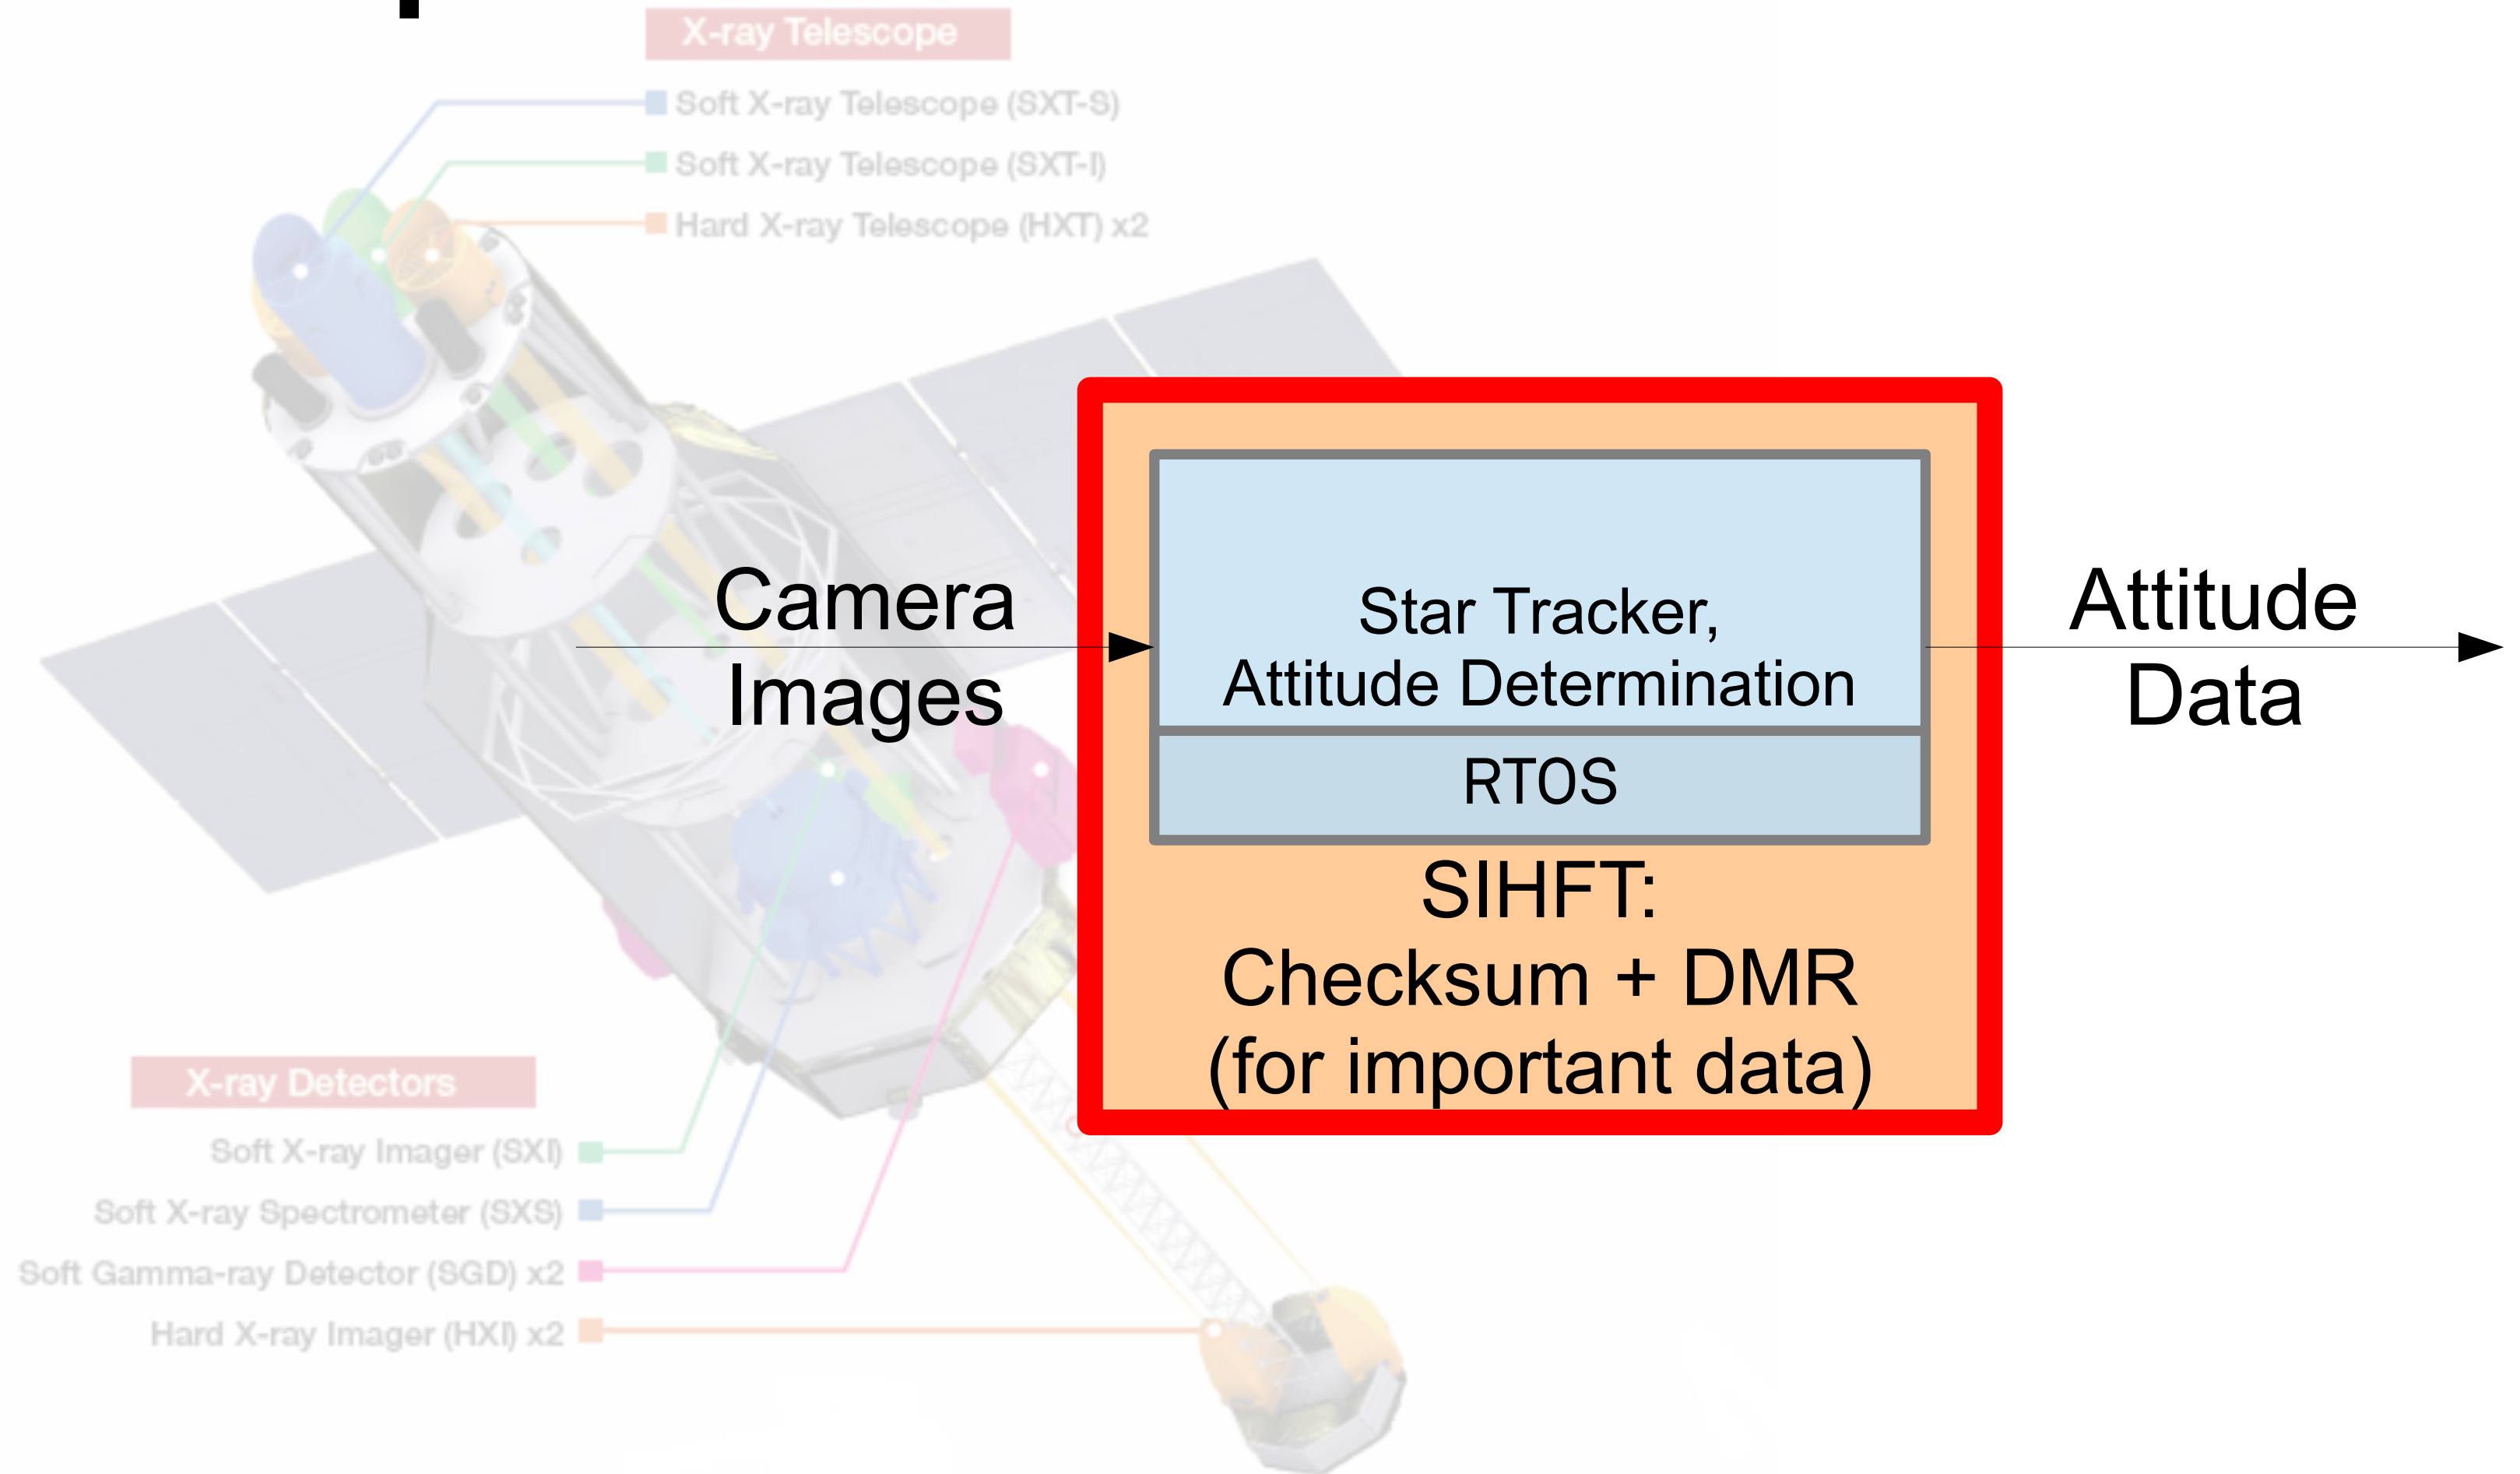 X-ray Telescope
Soft X-ray Telescope (SXT-S)
Soft X-ray Telescope (SXT-I)
Hard X-ray Telescope (HXT) x2
Camera
Images
Star Tracker,
Attitude Determination
RTOS
SIHFT:
Checksum + DMR
(for important data)
Attitude
Data
X-ray Detectors
Soft X-ray Imager (SXI)
Soft X-ray Spectrometer (SXS)
Soft Gamma-ray Detector (SGD) x2
Hard X-ray Imager (HXI) x2